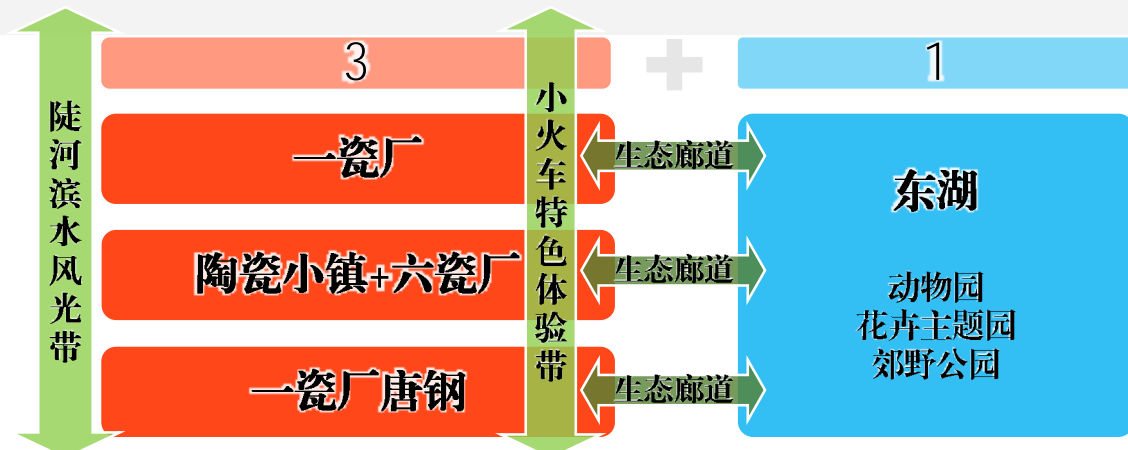 陡河滨水风光带
3
小火车特色体验带
1
一瓷厂
生态廊道
东湖
陶瓷小镇+六瓷厂
生态廊道
动物园
花卉主题园
郊野公园
一瓷厂唐钢
生态廊道